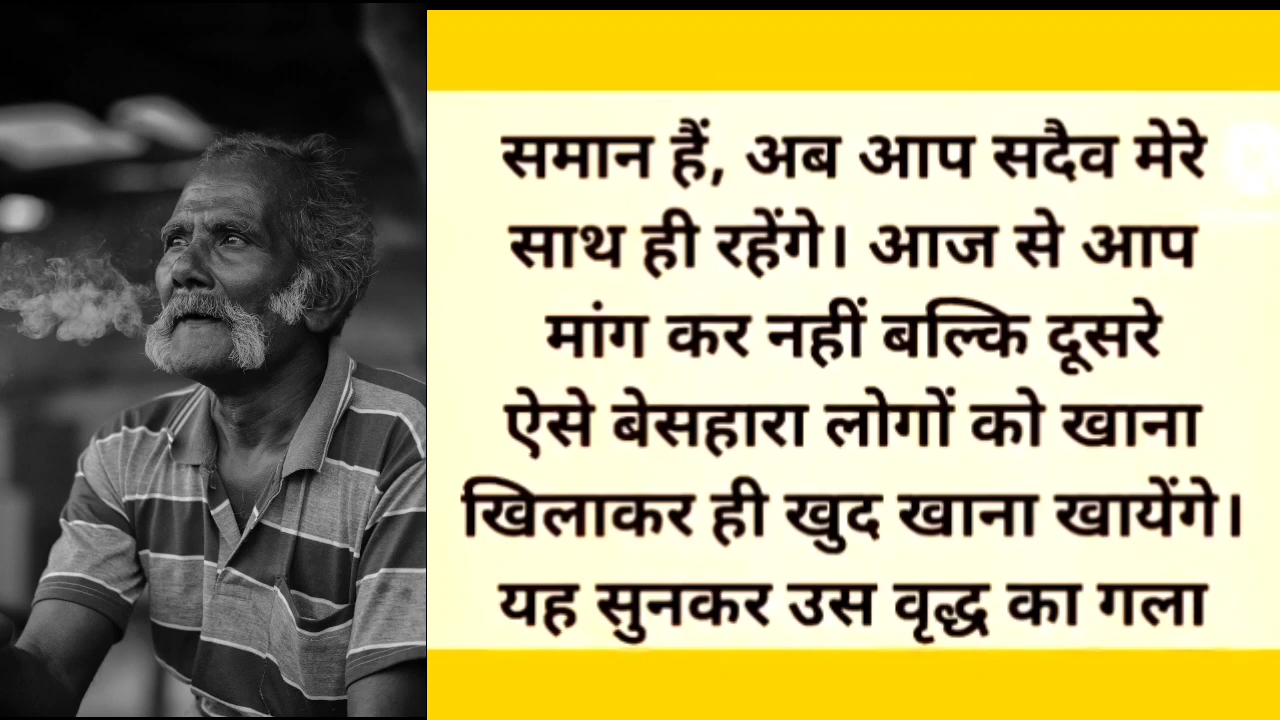 समान हैं, अब आप सदैव मेरे
साथ ही रहेंगे। आज से आप
मांग कर नहीं बल्कि दूसरे
ऐसे बेसहारा लोगों को खाना
खिलाकर ही खुद खाना खायेंगे।
यह सुनकर उस वृद्ध का गला